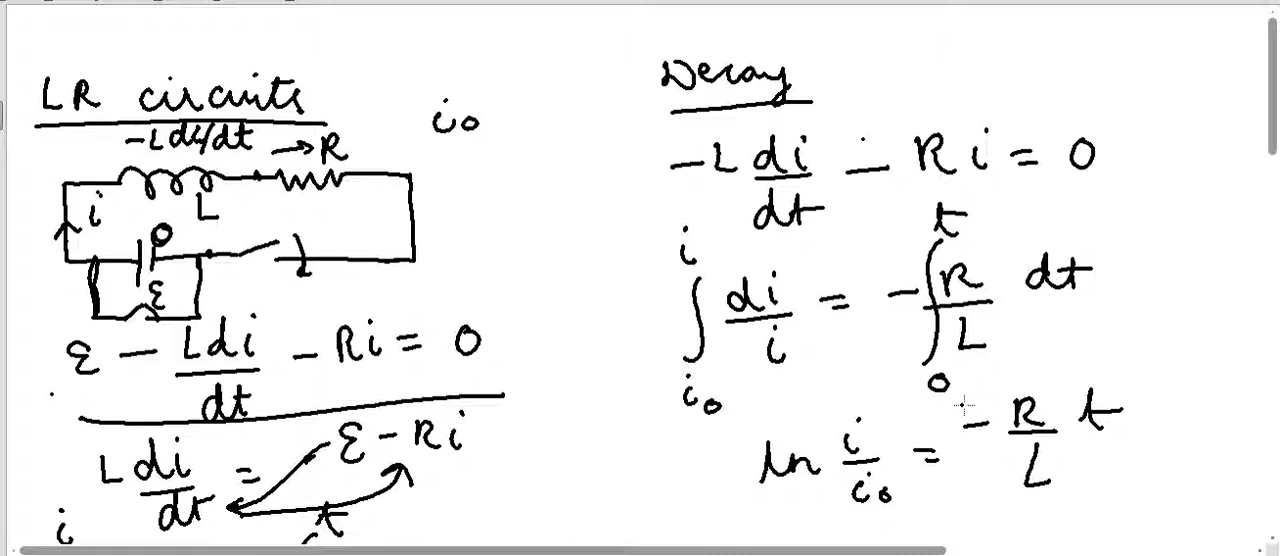 LR circuits
i₀
-L di/dt → R
i
L
0
ε
ε - L di/dt - Ri = 0
L di/dt = ε - Ri
i
t
Decay
-L di/dt - Ri = 0
∫_{i₀}^{i} di/i = -∫_{0}^{t} R/L dt
ln i/i₀ = -R/L t